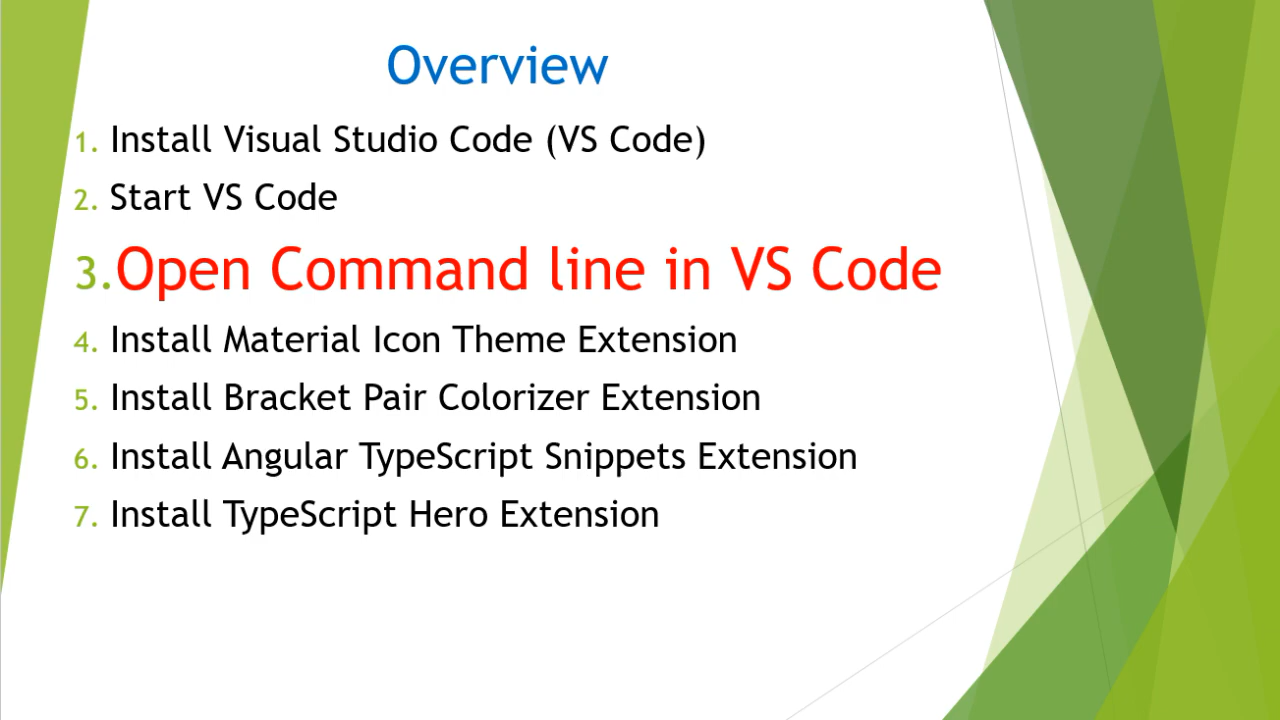 Overview
1. Install Visual Studio Code (VS Code)
2. Start VS Code
3.Open Command line in VS Code
4. Install Material Icon Theme Extension
5. Install Bracket Pair Colorizer Extension
6. Install Angular TypeScript Snippets Extension
7. Install TypeScript Hero Extension